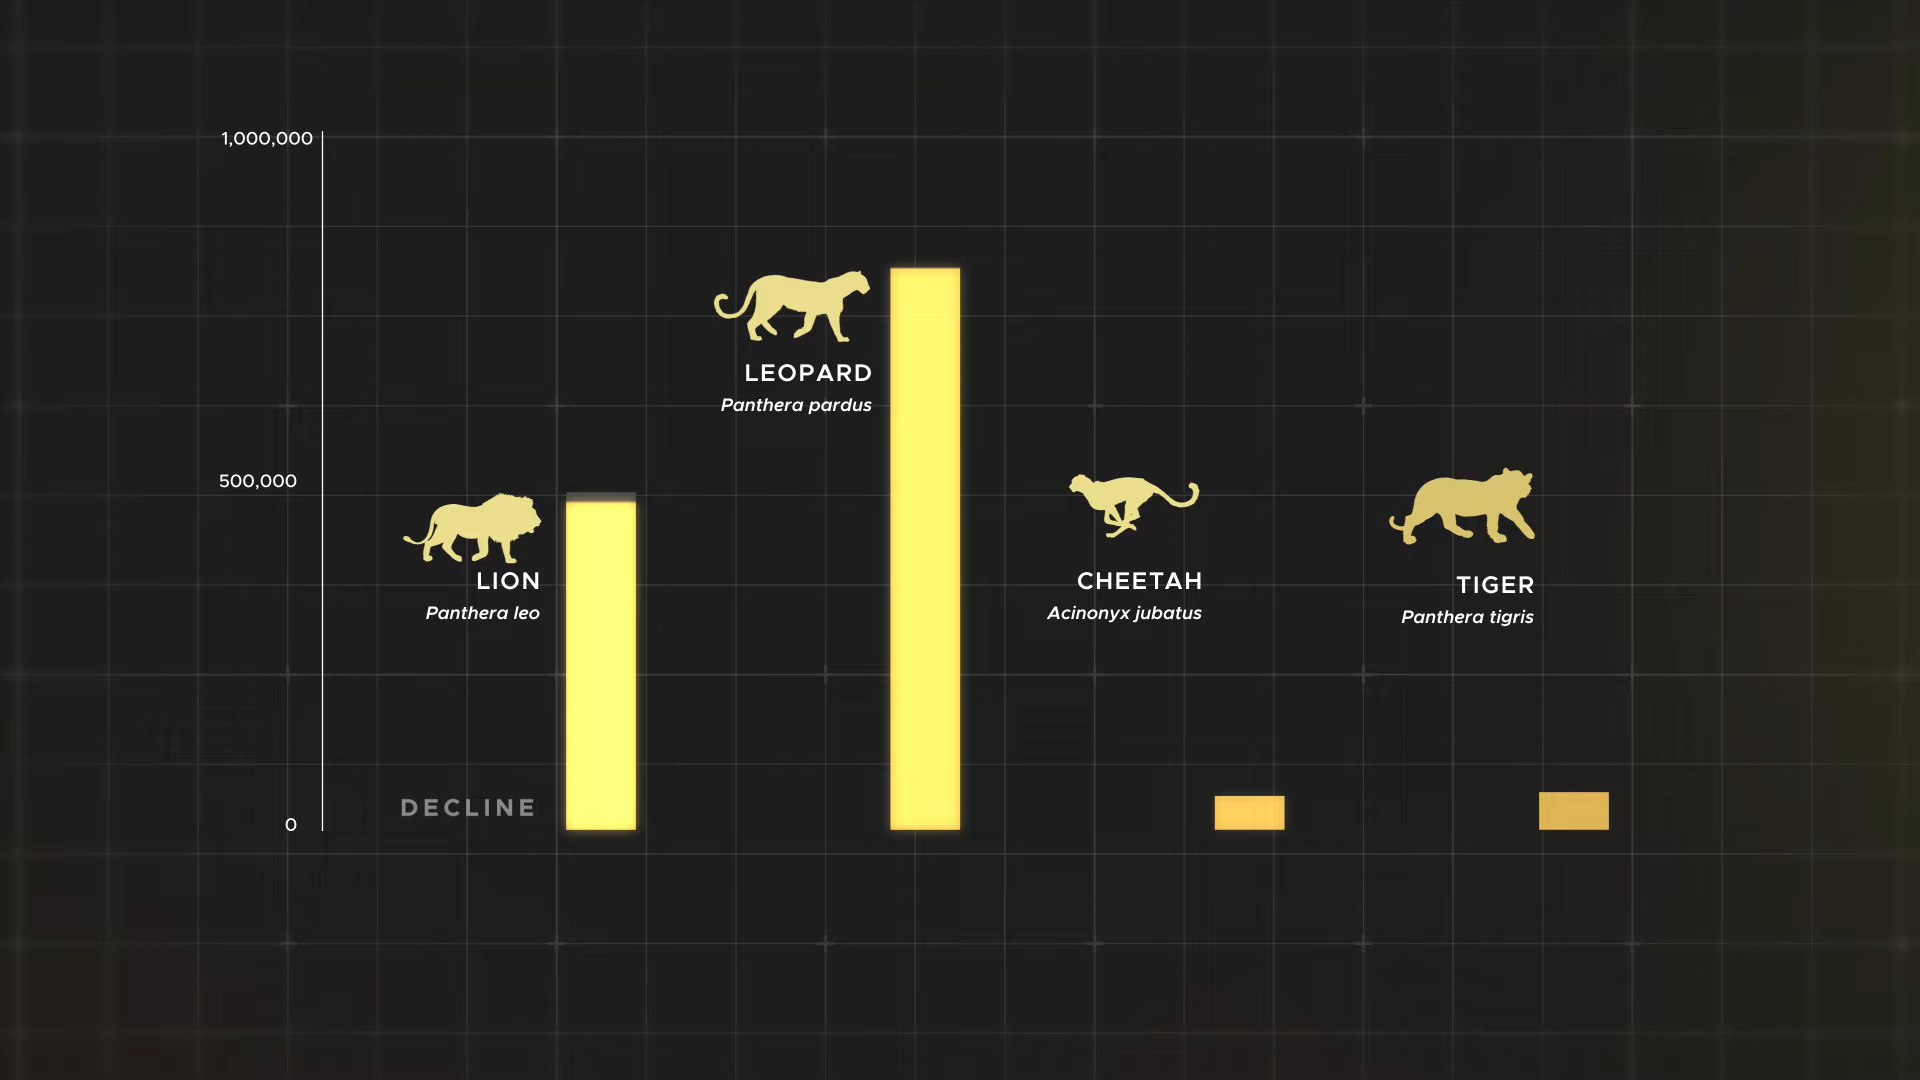 1,000,000
500,000
0
LION
Panthera leo
DECLINE
LEOPARD
Panthera pardus
CHEETAH
Acinonyx jubatus
TIGER
Panthera tigris